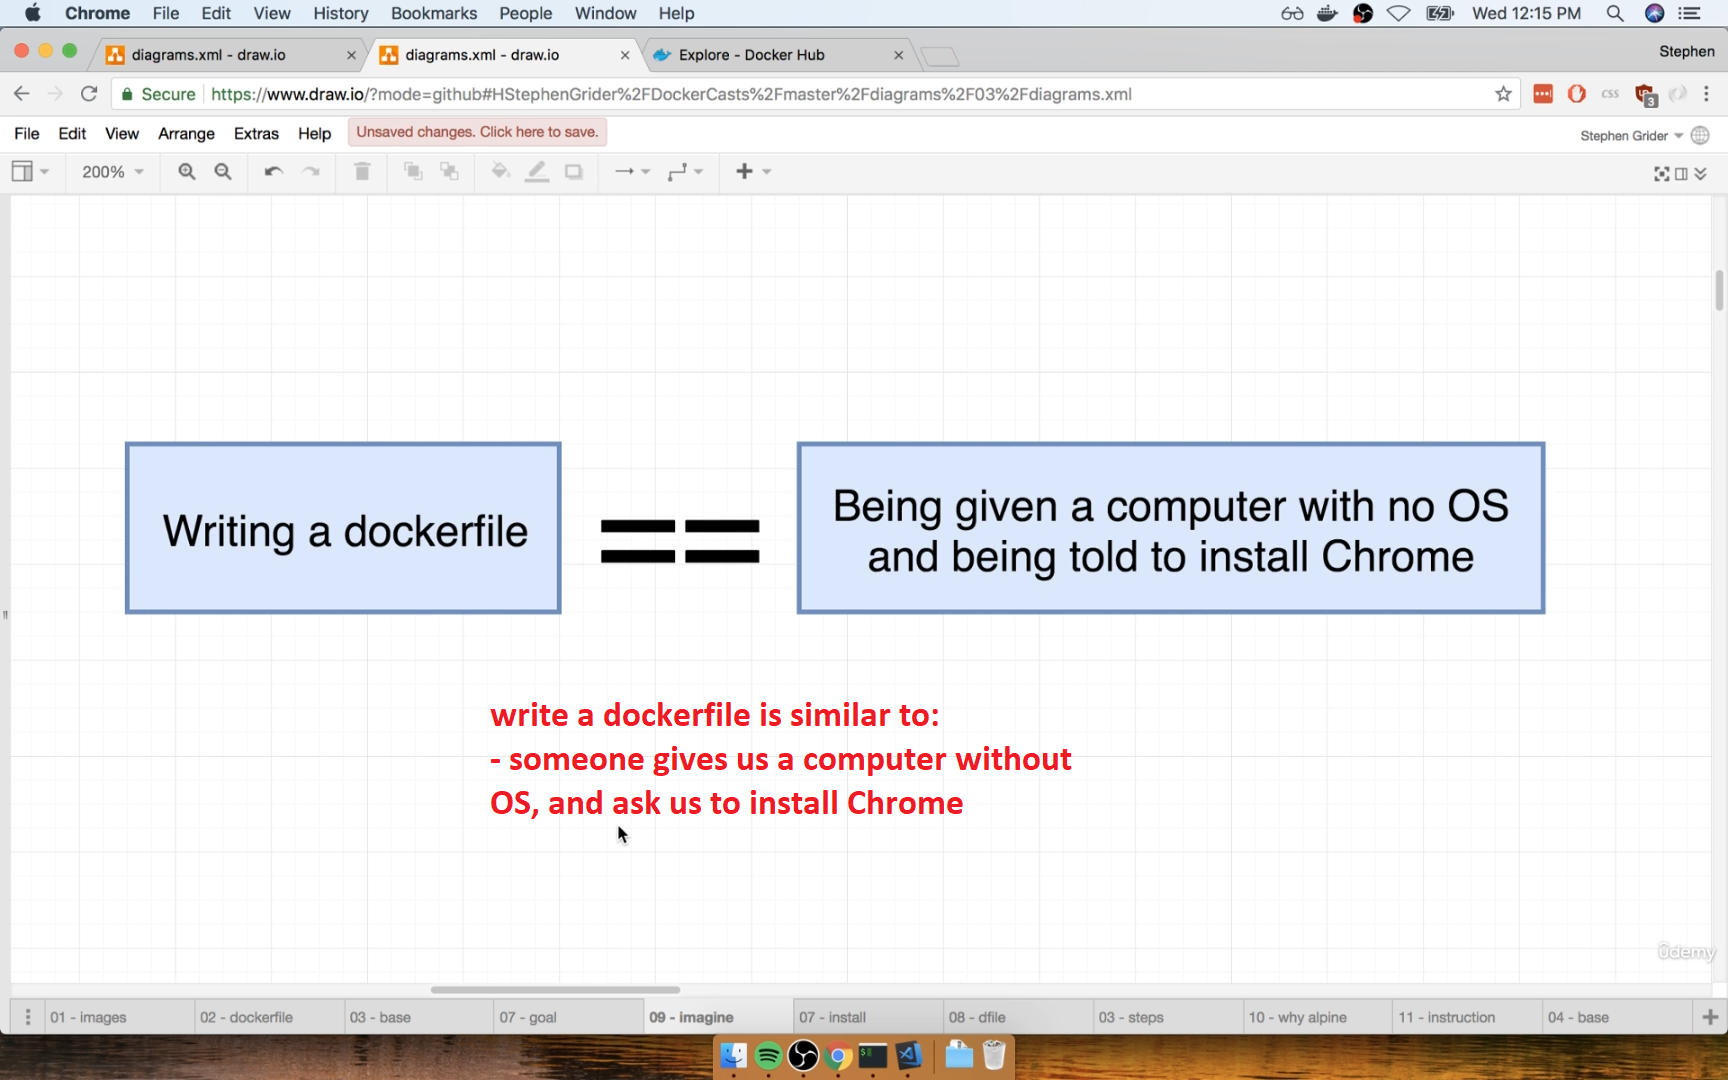 Chrome File Edit View History Bookmarks People Window Help Wed 12:15 PM
diagrams.xml - draw.io diagrams.xml - draw.io Explore - Docker Hub Stephen
Secure https://www.draw.io/?mode=github#HStephenGrider%2FDockerCasts%2Fmaster%2Fdiagrams%2F03%2Fdiagrams.xml CSS 3
File Edit View Arrange Extras Help Unsaved changes. Click here to save. Stephen Grider
200%
Writing a dockerfile
==
Being given a computer with no OS
and being told to install Chrome
write a dockerfile is similar to:
- someone gives us a computer without
OS, and ask us to install Chrome
ûdemy
01 - images 02 - dockerfile 03 - base 07 - goal 09 - imagine 07 - install 08 - dfile 03 - steps 10 - why alpine 11 - instruction 04 - base